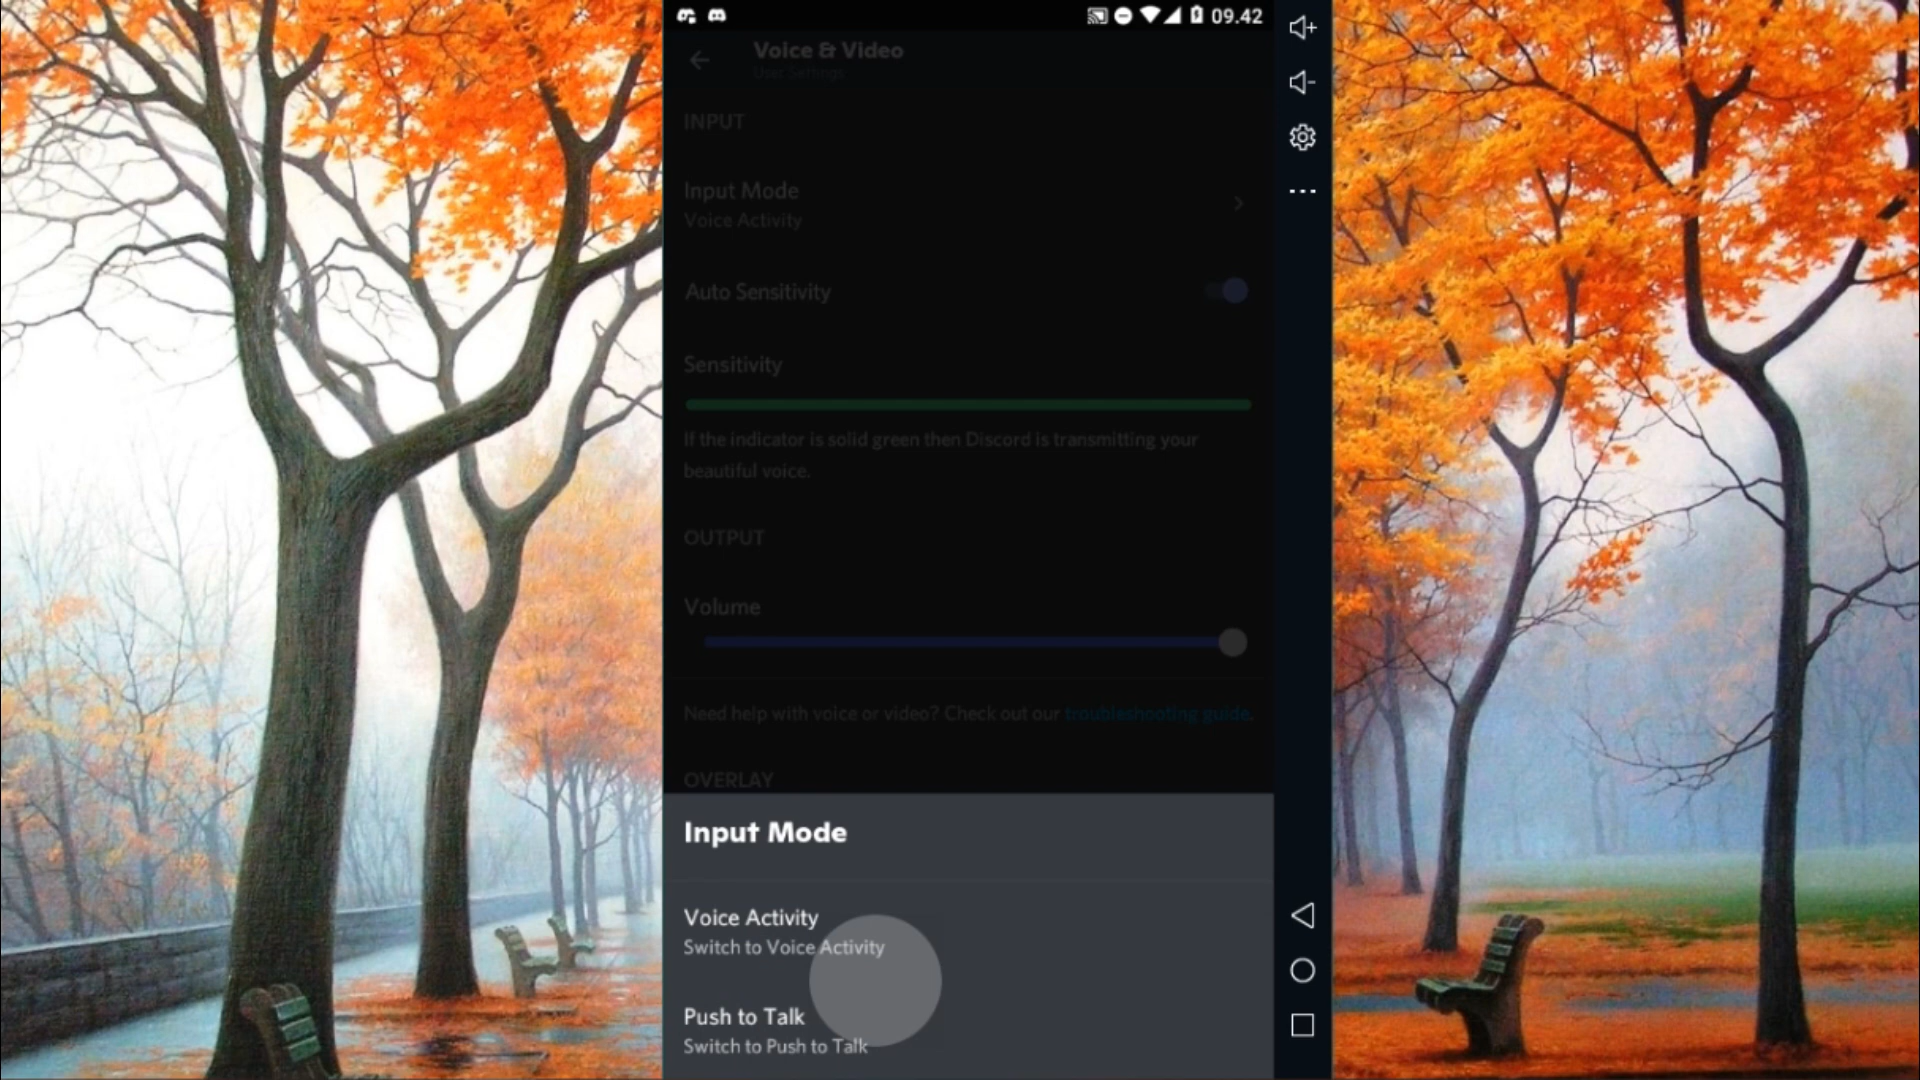 09.42
Voice & Video
User Settings
INPUT
Input Mode
Voice Activity
Auto Sensitivity
Sensitivity
If the indicator is solid green then Discord is transmitting your
beautiful voice.
OUTPUT
Volume
Need help with voice or video? Check out our troubleshooting guide.
OVERLAY
Input Mode
Voice Activity
Switch to Voice Activity
Push to Talk
Switch to Push to Talk